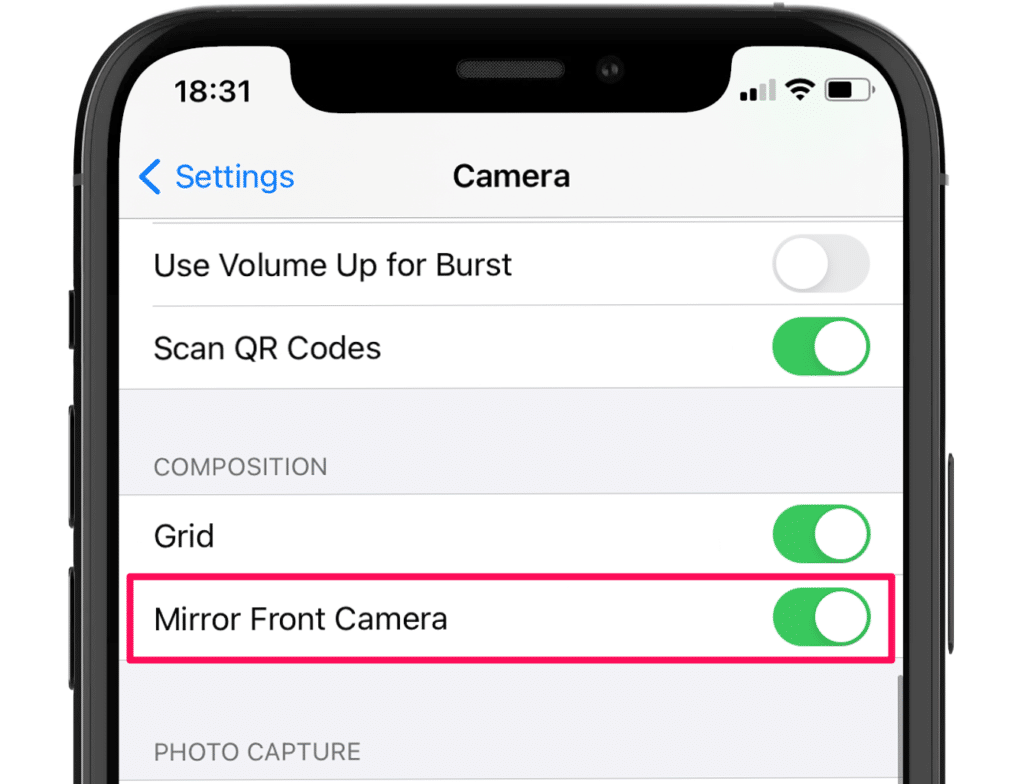 18:31
Settings
Camera
Use Volume Up for Burst
Scan QR Codes
COMPOSITION
Grid
Mirror Front Camera
PHOTO CAPTURE